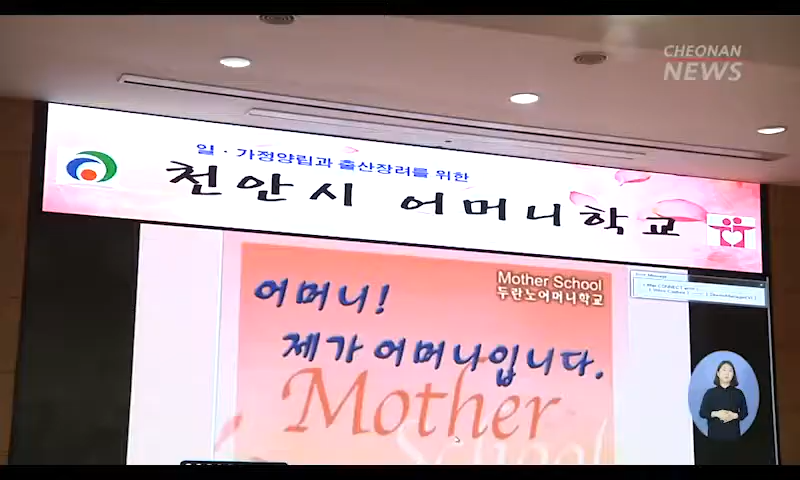 CHEONAN
NEWS
일·가정양립과 출산장려를 위한
천안시 어머니학교
Mother School
두란노어머니학교
어머니!
제가 어머니입니다.
Mother
School